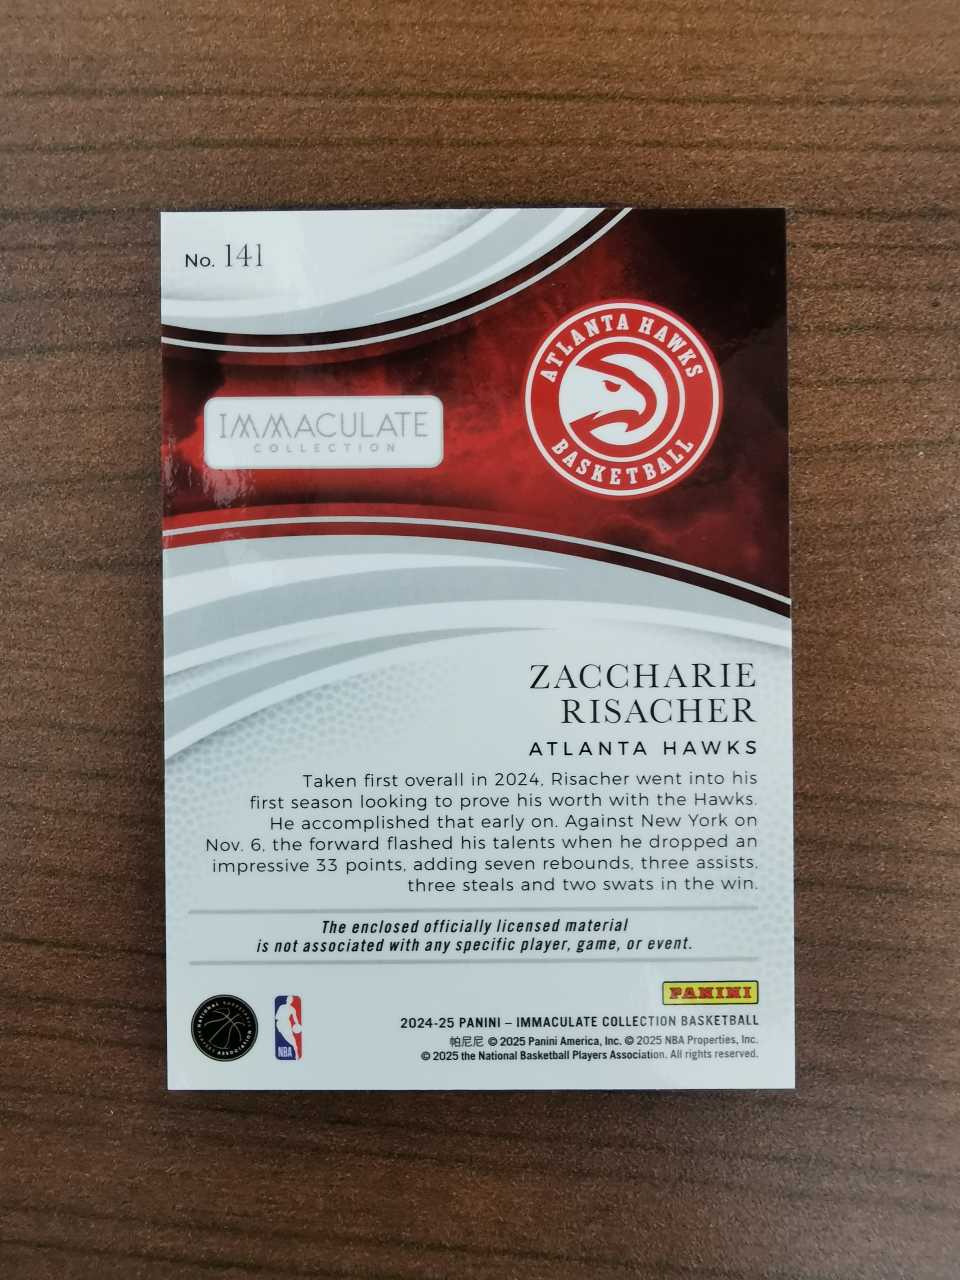 No. 141
ATLANTA HAWKS
BASKETBALL
IMMACULATE
COLLECTION
ZACCHARIE
RISACHER
ATLANTA HAWKS
Taken first overall in 2024, Risacher went into his
first season looking to prove his worth with the Hawks.
He accomplished that early on. Against New York on
Nov. 6, the forward flashed his talents when he dropped an
impressive 33 points, adding seven rebounds, three assists,
three steals and two swats in the win.
The enclosed officially licensed material
is not associated with any specific player, game, or event.
PANINI
NATIONAL BASKETBALL
PLAYERS ASSOCIATION
NBA
2024-25 PANINI – IMMACULATE COLLECTION BASKETBALL
帕尼尼 © 2025 Panini America, Inc. © 2025 NBA Properties, Inc.
© 2025 the National Basketball Players Association. All rights reserved.